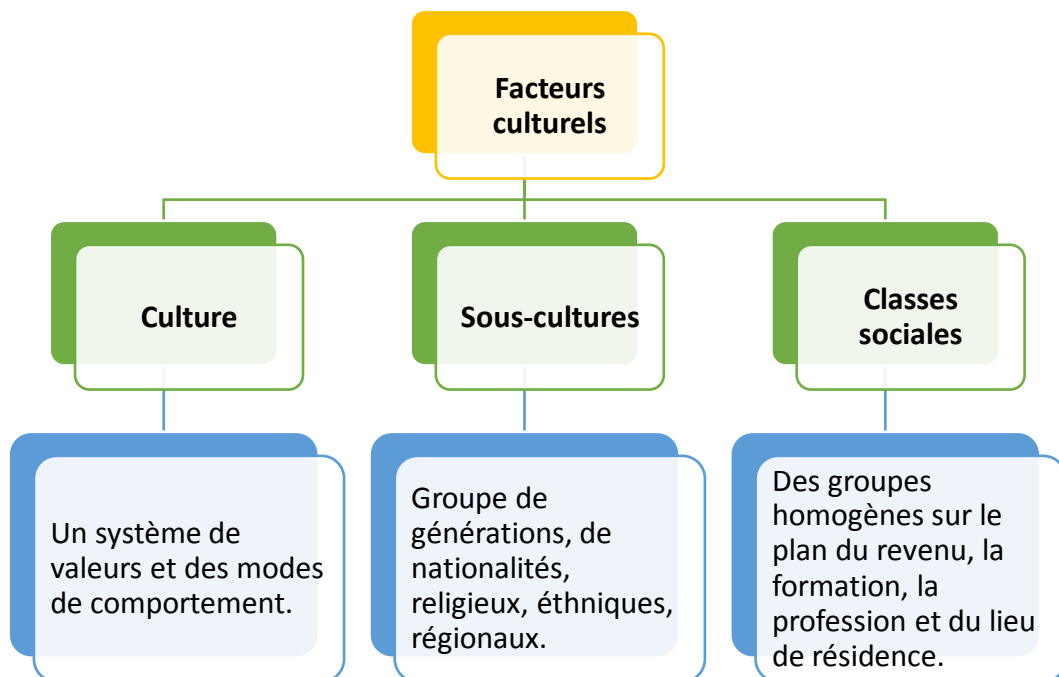 Facteurs
culturels
Culture
Sous-cultures
Classes
sociales
Un système de
valeurs et des modes
de comportement.
Groupe de
générations, de
nationalités,
religieux, éthniques,
régionaux.
Des groupes
homogènes sur le
plan du revenu, la
formation, la
profession et du lieu
de résidence.